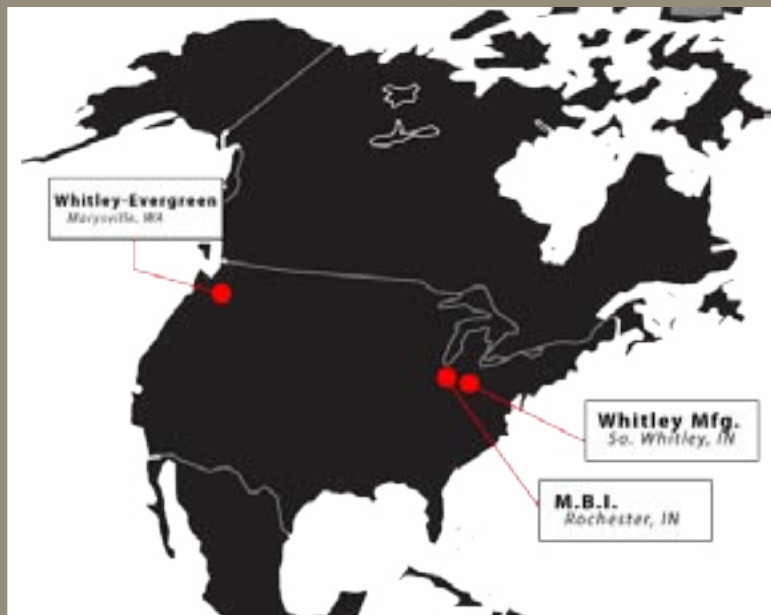 Whitley-Evergreen
Marysville, WA
Whitley Mfg.
So. Whitley, IN
M.B.I.
Rochester, IN